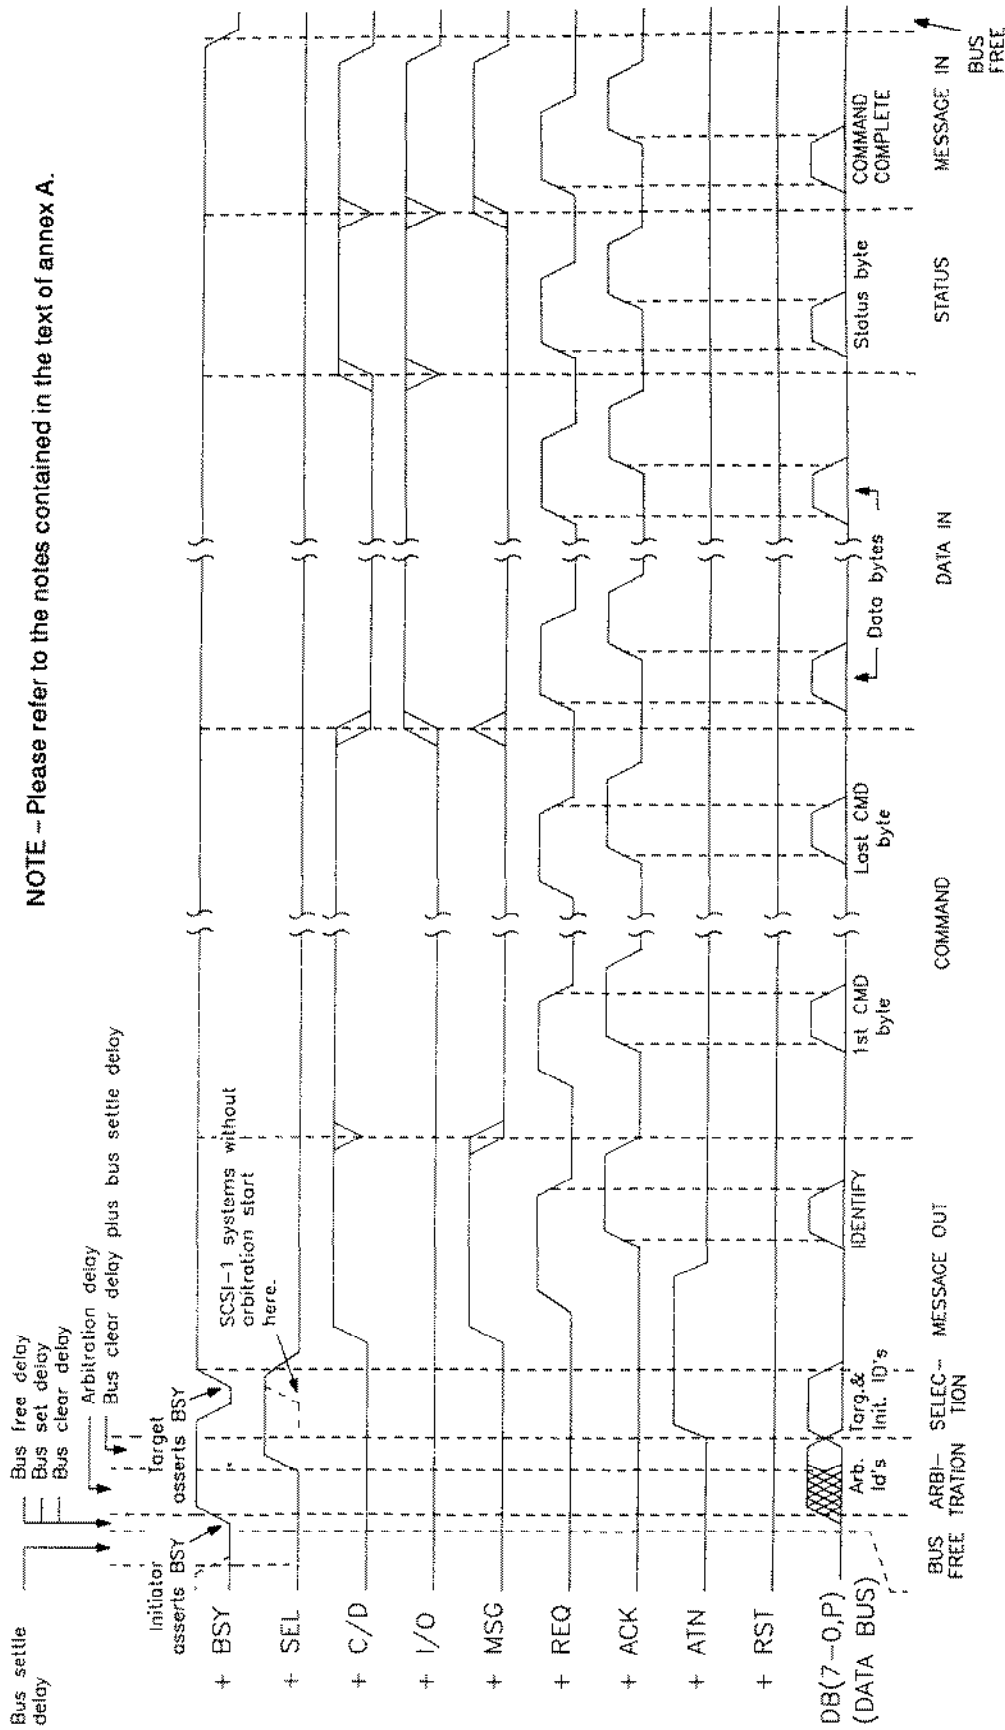 NOTE – Please refer to the notes contained in the text of annex A.
Bus settle
delay
Bus free delay
Bus set delay
Bus clear delay
Arbitration delay
Bus clear delay plus bus settle delay
Initiator
asserts BSY
Target
asserts BSY
SCSI-1 systems without
arbitration start
here.
+ BSY
+ SEL
+ C/D
+ I/O
+ MSG
+ REQ
+ ACK
+ ATN
+ RST
DB(7-0,P)
(DATA BUS)
Arb.
Id's
Targ.&
Init. ID's
IDENTIFY
1st CMD
byte
Last CMD
byte
Data bytes
Status byte
COMMAND
COMPLETE
BUS
FREE
ARBI-
TRATION
SELEC-
TION
MESSAGE OUT
COMMAND
DATA IN
STATUS
MESSAGE IN
BUS
FREE